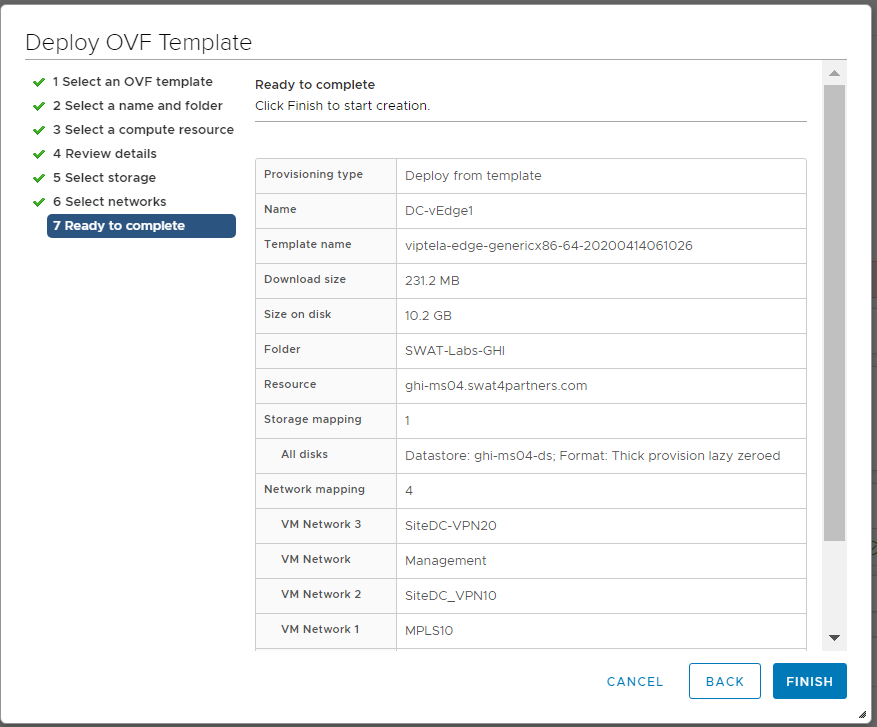 Deploy OVF Template
1 Select an OVF template
2 Select a name and folder
3 Select a compute resource
4 Review details
5 Select storage
6 Select networks
7 Ready to complete
Ready to complete
Click Finish to start creation.
Provisioning type Deploy from template
Name DC-vEdge1
Template name viptela-edge-genericx86-64-20200414061026
Download size 231.2 MB
Size on disk 10.2 GB
Folder SWAT-Labs-GHI
Resource ghi-ms04.swat4partners.com
Storage mapping 1
All disks Datastore: ghi-ms04-ds; Format: Thick provision lazy zeroed
Network mapping 4
VM Network 3 SiteDC-VPN20
VM Network Management
VM Network 2 SiteDC_VPN10
VM Network 1 MPLS10
CANCEL BACK FINISH